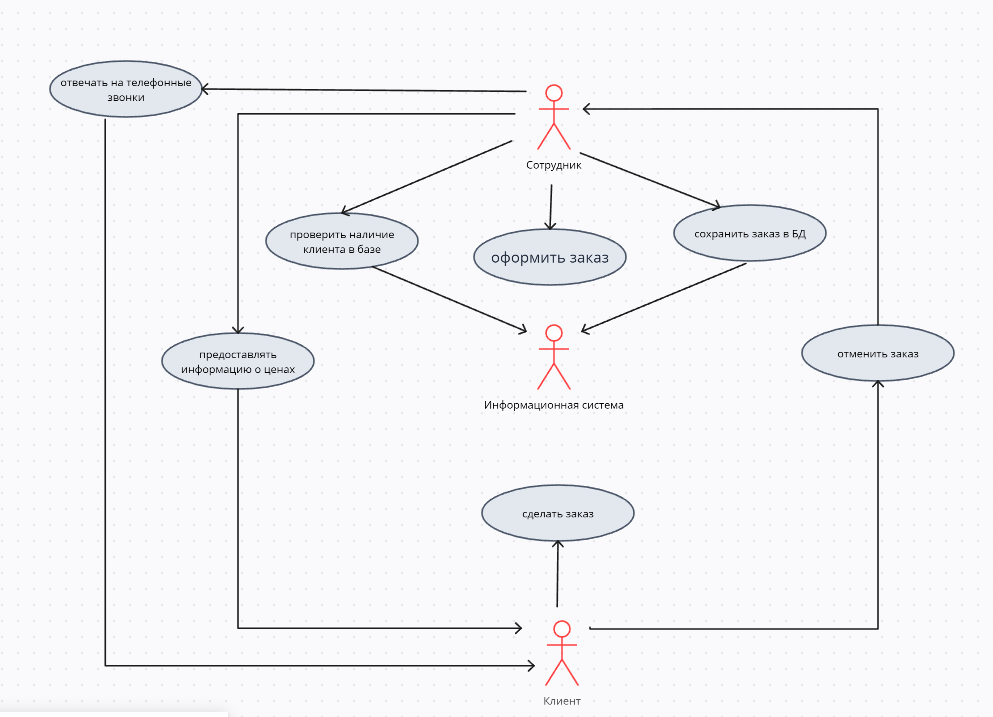 отвечать на телефонные
звонки
Сотрудник
проверить наличие
клиента в базе
оформить заказ
сохранить заказ в БД
предоставлять
информацию о ценах
отменить заказ
Информационная система
сделать заказ
Клиент